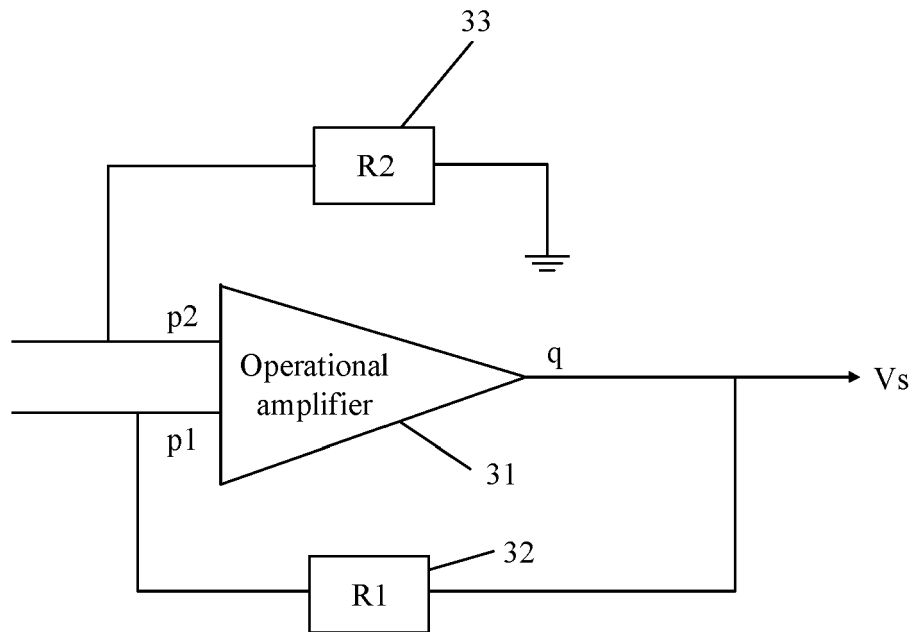 33
R2
p2
Operational
amplifier
q
Vs
p1
31
32
R1